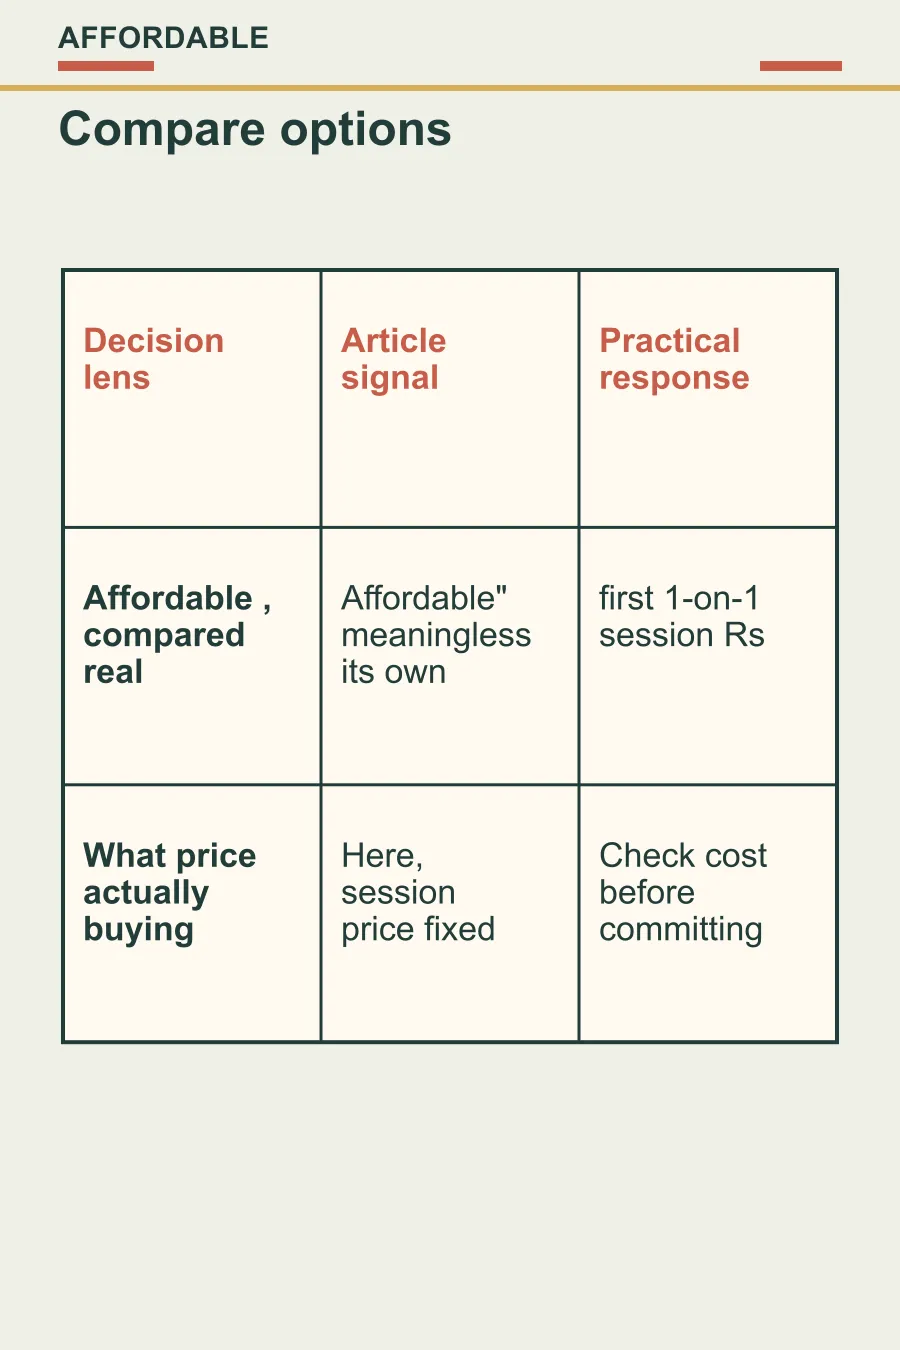 AFFORDABLE
Compare options
Decision
lens
Article
signal
Practical
response
Affordable ,
compared
real
Affordable"
meaningless
its own
first 1-on-1
session Rs
What price
actually
buying
Here,
session
price fixed
Check cost
before
committing